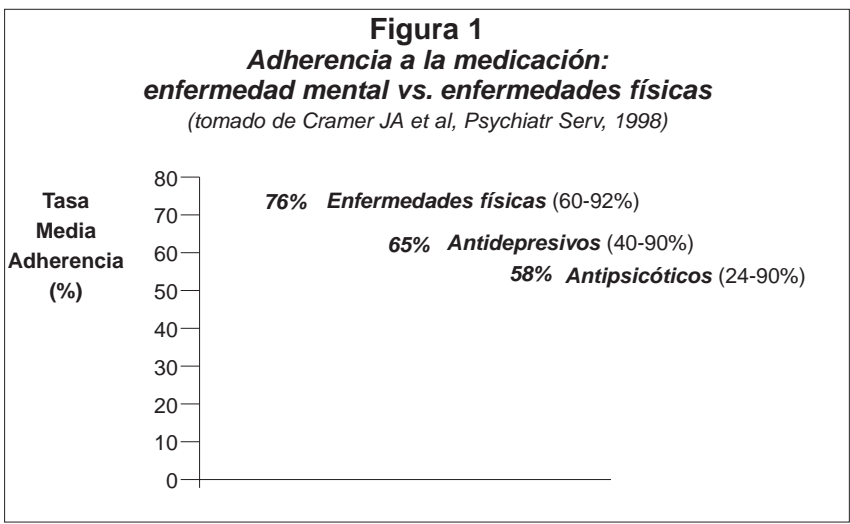 Figura 1
Adherencia a la medicación:
enfermedad mental vs. enfermedades físicas
(tomado de Cramer JA et al, Psychiatr Serv, 1998)
Tasa
Media
Adherencia
(%)
80
70
60
50
40
30
20
10
0
76% Enfermedades físicas (60-92%)
65% Antidepresivos (40-90%)
58% Antipsicóticos (24-90%)